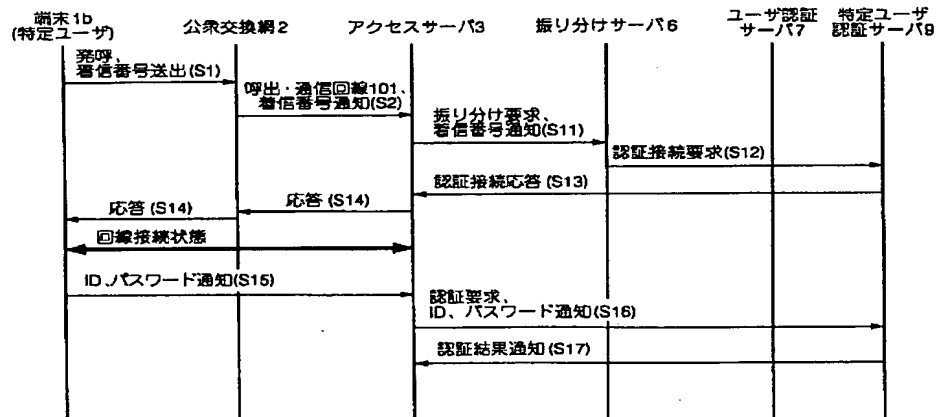 端末1b
(特定ユーザ)
公衆交換網2
アクセスサーバ3
振り分けサーバ6
ユーザ認証
サーバ7
特定ユーザ
認証サーバ9
発呼、
着信番号送出(S1)
呼出・通信回線101、
着信番号通知(S2)
振り分け要求、
着信番号通知(S11)
認証接続要求(S12)
認証接続応答(S13)
応答(S14)
応答(S14)
回線接続状態
ID、パスワード通知(S15)
認証要求、
ID、パスワード通知(S16)
認証結果通知(S17)